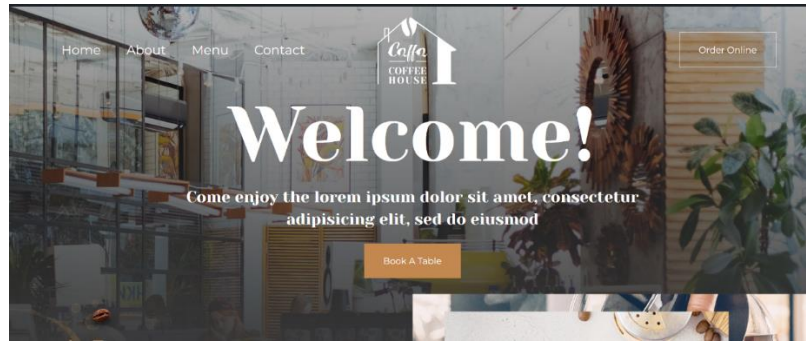 Home About Menu Contact
Caffa
COFFEE
HOUSE
Order Online
Welcome!
Come enjoy the lorem ipsum dolor sit amet, consectetur
adipisicing elit, sed do eiusmod
Book A Table